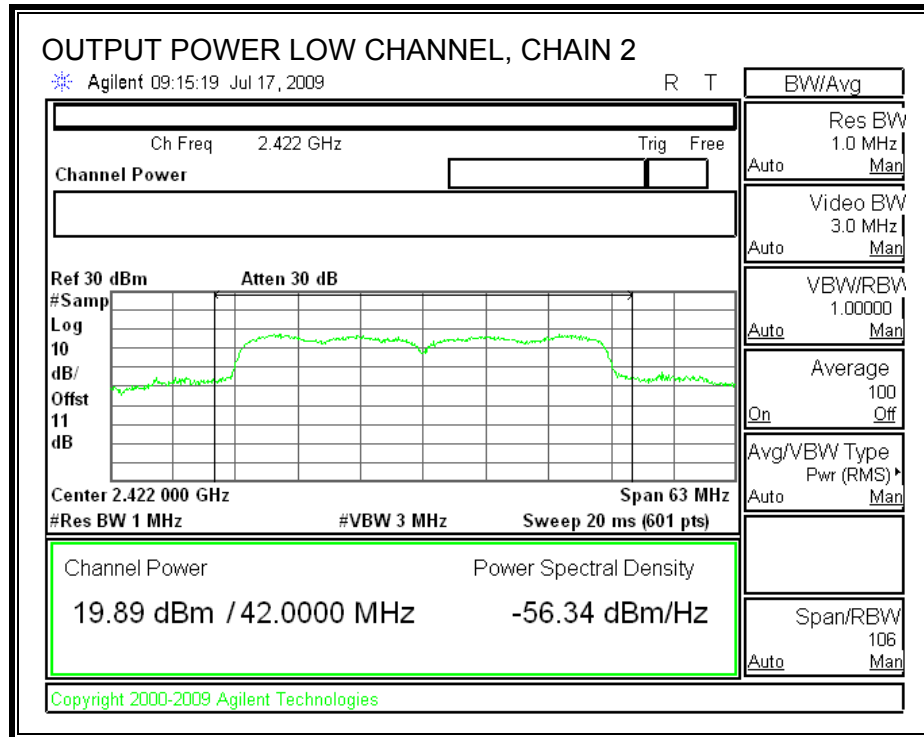 OUTPUT POWER LOW CHANNEL, CHAIN 2
Agilent 09:15:19 Jul 17, 2009 R T
Ch Freq 2.422 GHz Trig Free
Channel Power
Ref 30 dBm Atten 30 dB
#Samp
Log
10
dB/
Offst
11
dB
Center 2.422 000 GHz Span 63 MHz
#Res BW 1 MHz #VBW 3 MHz Sweep 20 ms (601 pts)
Channel Power Power Spectral Density
19.89 dBm / 42.0000 MHz -56.34 dBm/Hz
Copyright 2000-2009 Agilent Technologies
BW/Avg
Res BW
1.0 MHz
Auto Man
Video BW
3.0 MHz
Auto Man
VBW/RBW
1.00000
Auto Man
Average
100
On Off
Avg/VBW Type
Pwr (RMS)
Auto Man
Span/RBW
106
Auto Man